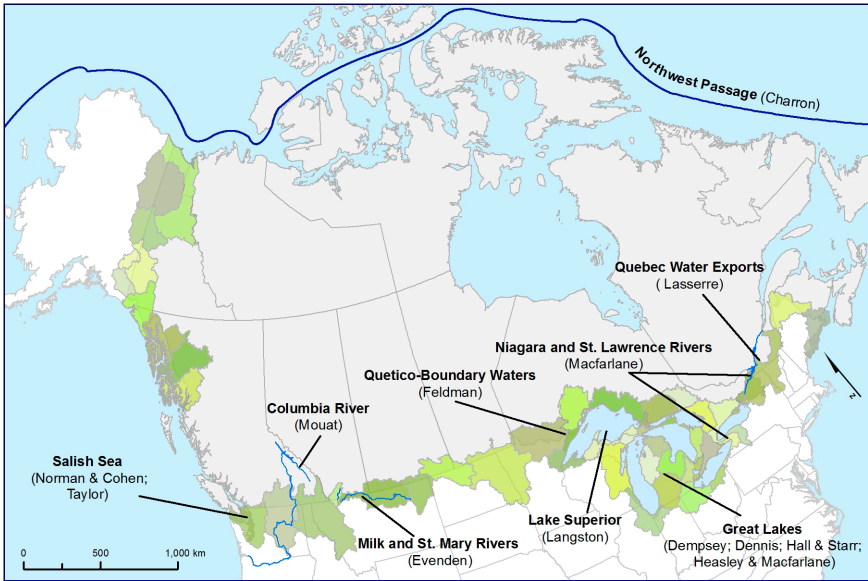 Northwest Passage (Charron)
Quebec Water Exports
( Lasserre)
Niagara and St. Lawrence Rivers
(Macfarlane)
Quetico-Boundary Waters
(Feldman)
Columbia River
(Mouat)
Salish Sea
(Norman & Cohen;
Taylor)
Milk and St. Mary Rivers
(Evenden)
Lake Superior
(Langston)
Great Lakes
(Dempsey; Dennis; Hall & Starr;
Heasley & Macfarlane)
N
0 500 1,000 km